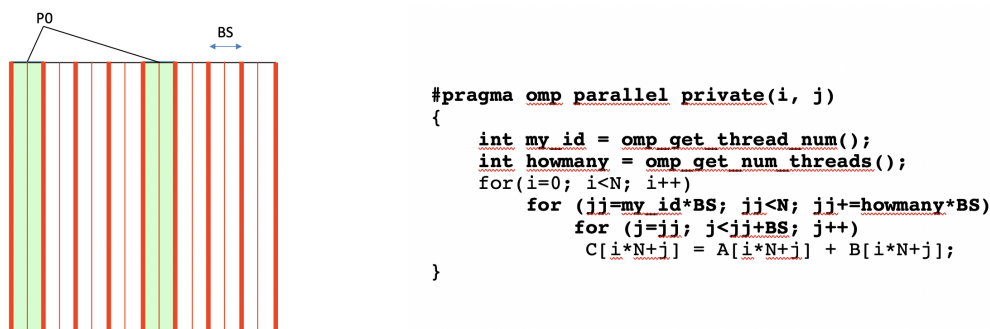 P0
BS
#pragma omp parallel private(i, j)
{
int my_id = omp_get_thread_num();
int howmany = omp_get_num_threads();
for(i=0; i<N; i++)
for (jj=my_id*BS; jj<N; jj+=howmany*BS)
for (j=jj; j<jj+BS; j++)
C[i*N+j] = A[i*N+j] + B[i*N+j];
}